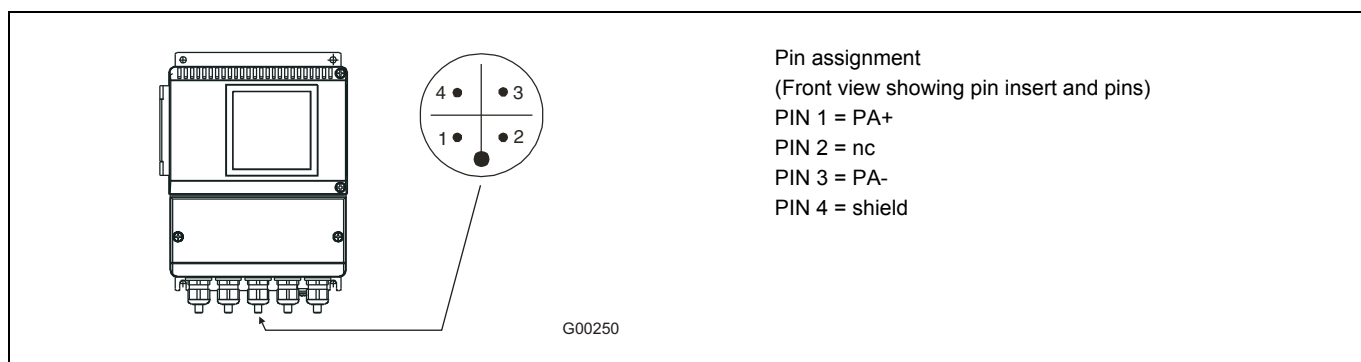 4
3
1
2
G00250
Pin assignment
(Front view showing pin insert and pins)
PIN 1 = PA+
PIN 2 = nc
PIN 3 = PA-
PIN 4 = shield